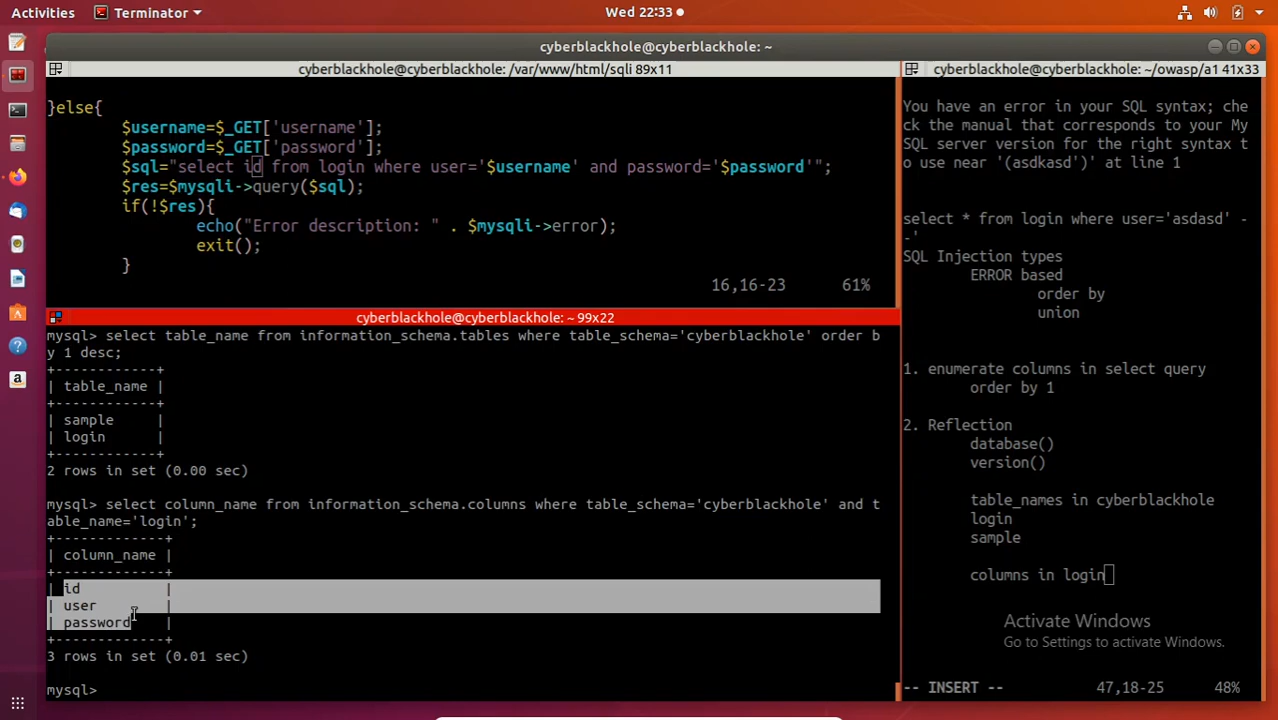 Activities Terminator Wed 22:33
cyberblackhole@cyberblackhole: ~
cyberblackhole@cyberblackhole: /var/www/html/sqli 89x11
}else{
$username=$_GET['username'];
$password=$_GET['password'];
$sql="select id from login where user='$username' and password='$password'";
$res=$mysqli->query($sql);
if(!$res){
echo("Error description: " . $mysqli->error);
exit();
}
16,16-23 61%
cyberblackhole@cyberblackhole: ~ 99x22
mysql> select table_name from information_schema.tables where table_schema='cyberblackhole' order b
y 1 desc;
+------------+
| table_name |
+------------+
| sample |
| login |
+------------+
2 rows in set (0.00 sec)
mysql> select column_name from information_schema.columns where table_schema='cyberblackhole' and t
able_name='login';
+-------------+
| column_name |
+-------------+
| id |
| user |
| password |
+-------------+
3 rows in set (0.01 sec)
mysql>
cyberblackhole@cyberblackhole: ~/owasp/a1 41x33
You have an error in your SQL syntax; che
ck the manual that corresponds to your My
SQL server version for the right syntax t
o use near '(asdkasd')' at line 1
select * from login where user='asdasd' -
-'
SQL Injection types
ERROR based
order by
union
1. enumerate columns in select query
order by 1
2. Reflection
database()
version()
table_names in cyberblackhole
login
sample
columns in login
Activate Windows
Go to Settings to activate Windows.
-- INSERT -- 47,18-25 48%